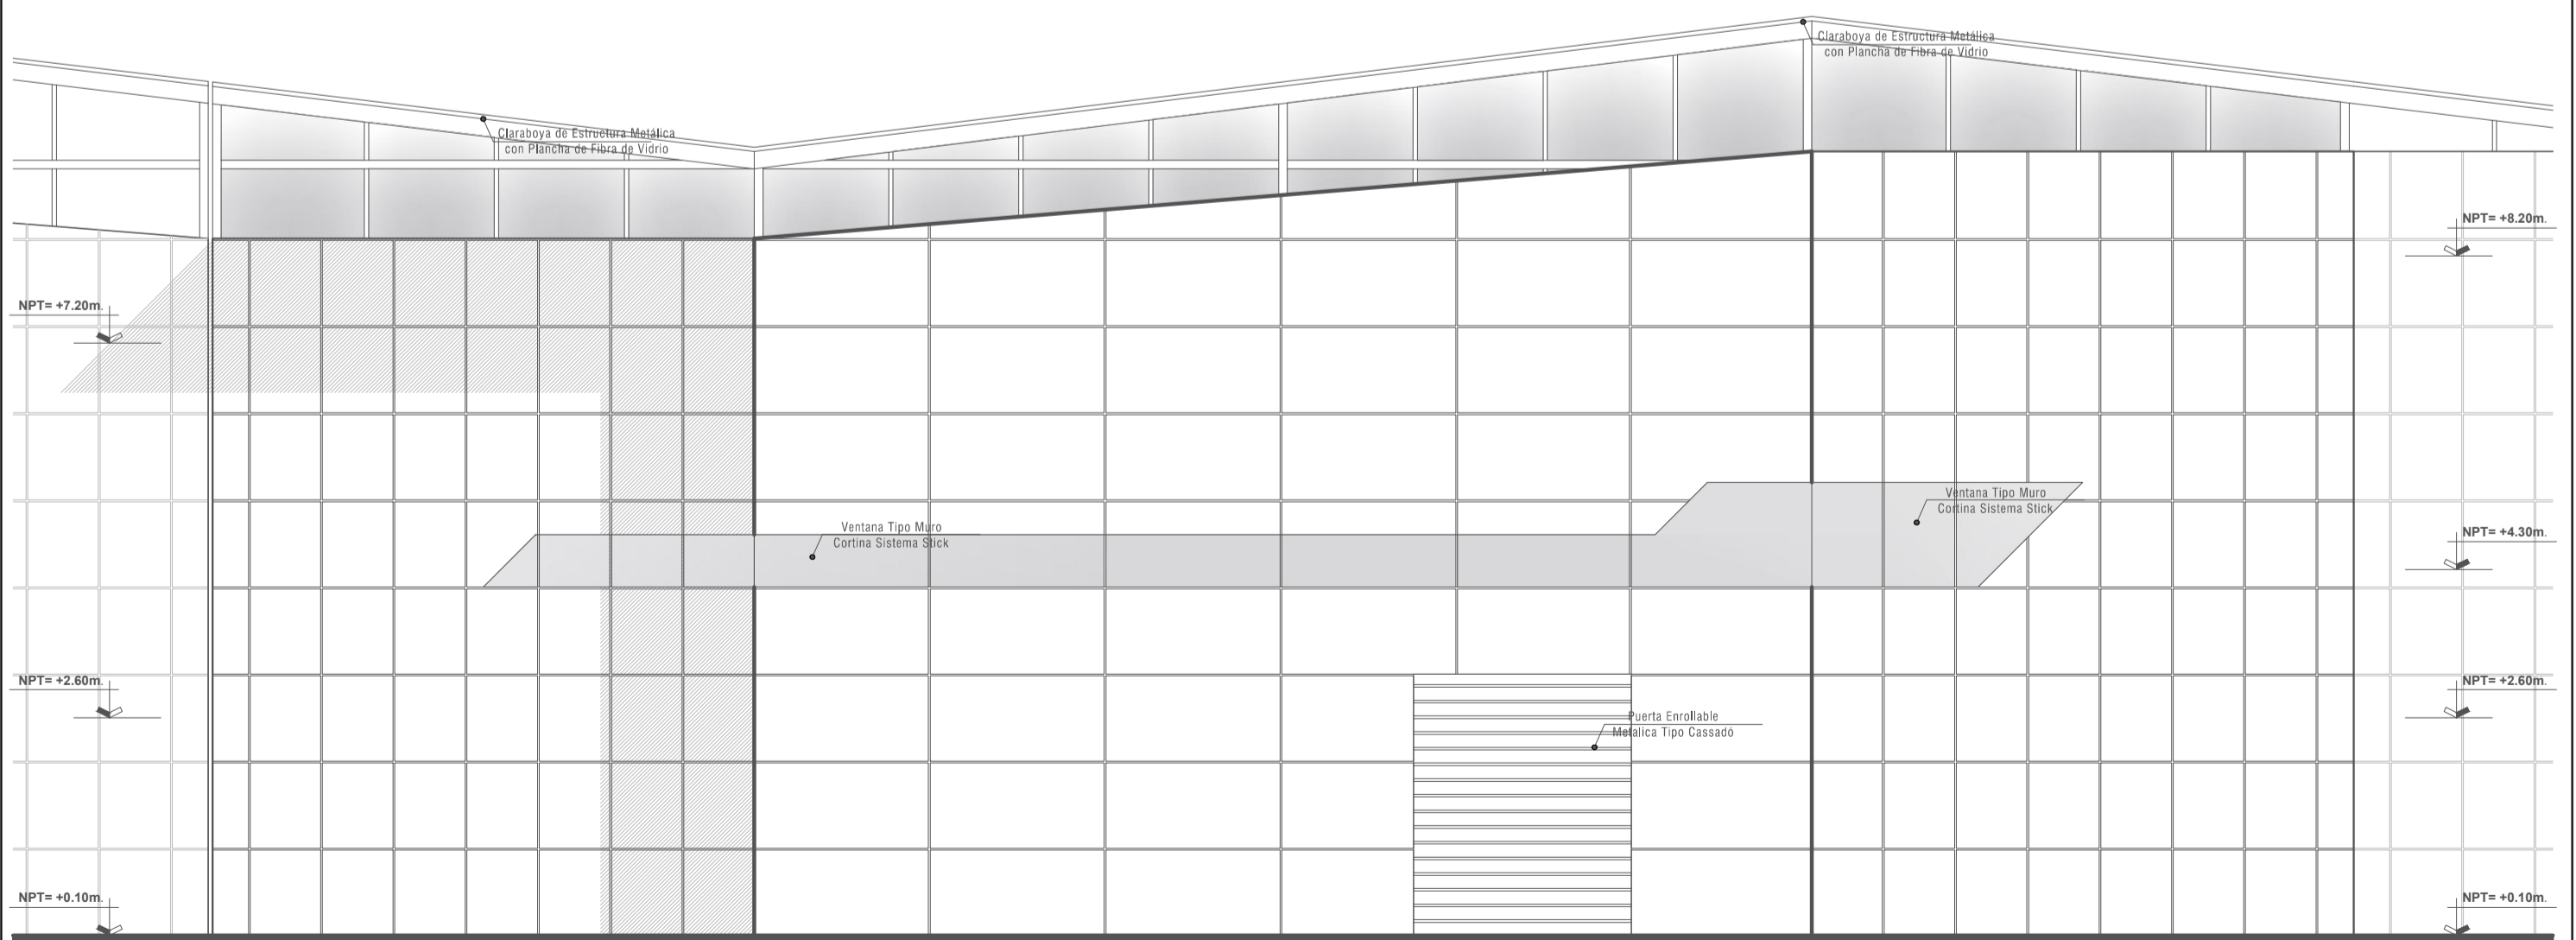 Claraboya de Estructura Metálica
con Plancha de Fibra de Vidrio
Claraboya de Estructura Metálica
con Plancha de Fibra de Vidrio
NPT= +8.20m.
NPT= +7.20m.
Ventana Tipo Muro
Cortina Sistema Stick
Ventana Tipo Muro
Cortina Sistema Stick
NPT= +4.30m.
NPT= +2.60m.
NPT= +2.60m.
Puerta Enrollable
Metalica Tipo Cassadó
NPT= +0.10m.
NPT= +0.10m.